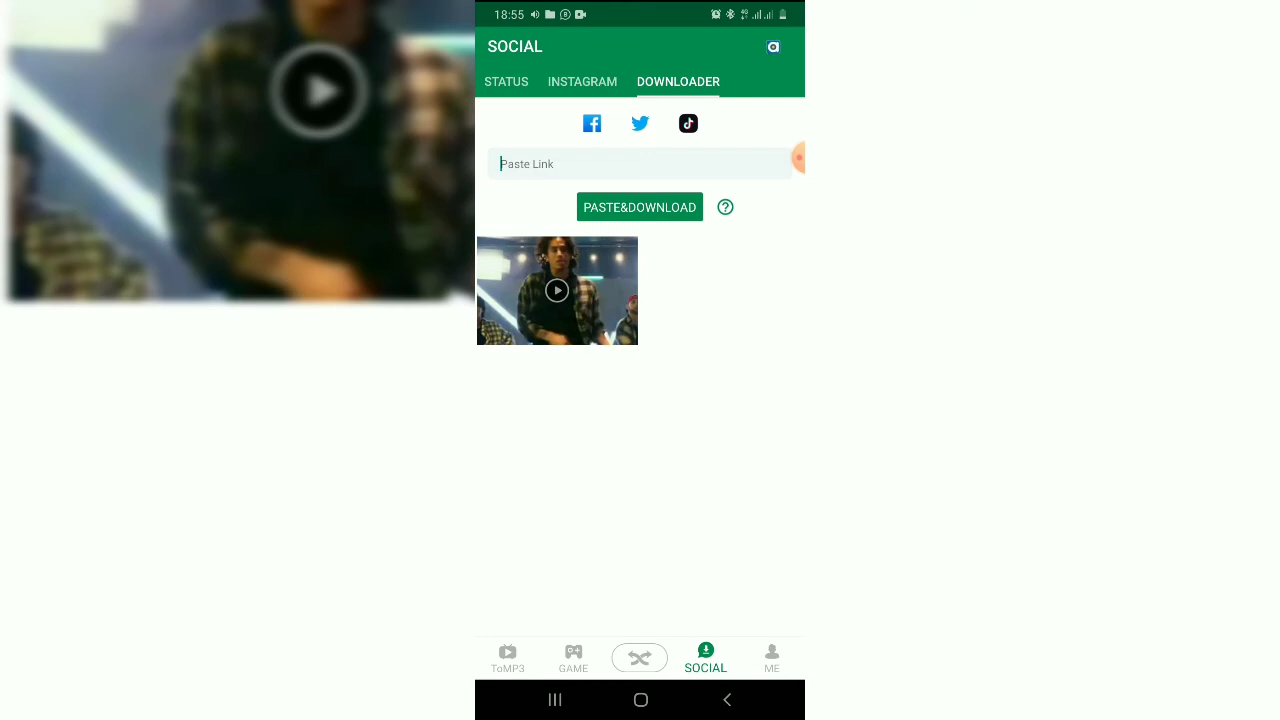 18:55
SOCIAL
STATUS INSTAGRAM DOWNLOADER
Paste Link
PASTE&DOWNLOAD
ToMP3 GAME SOCIAL ME